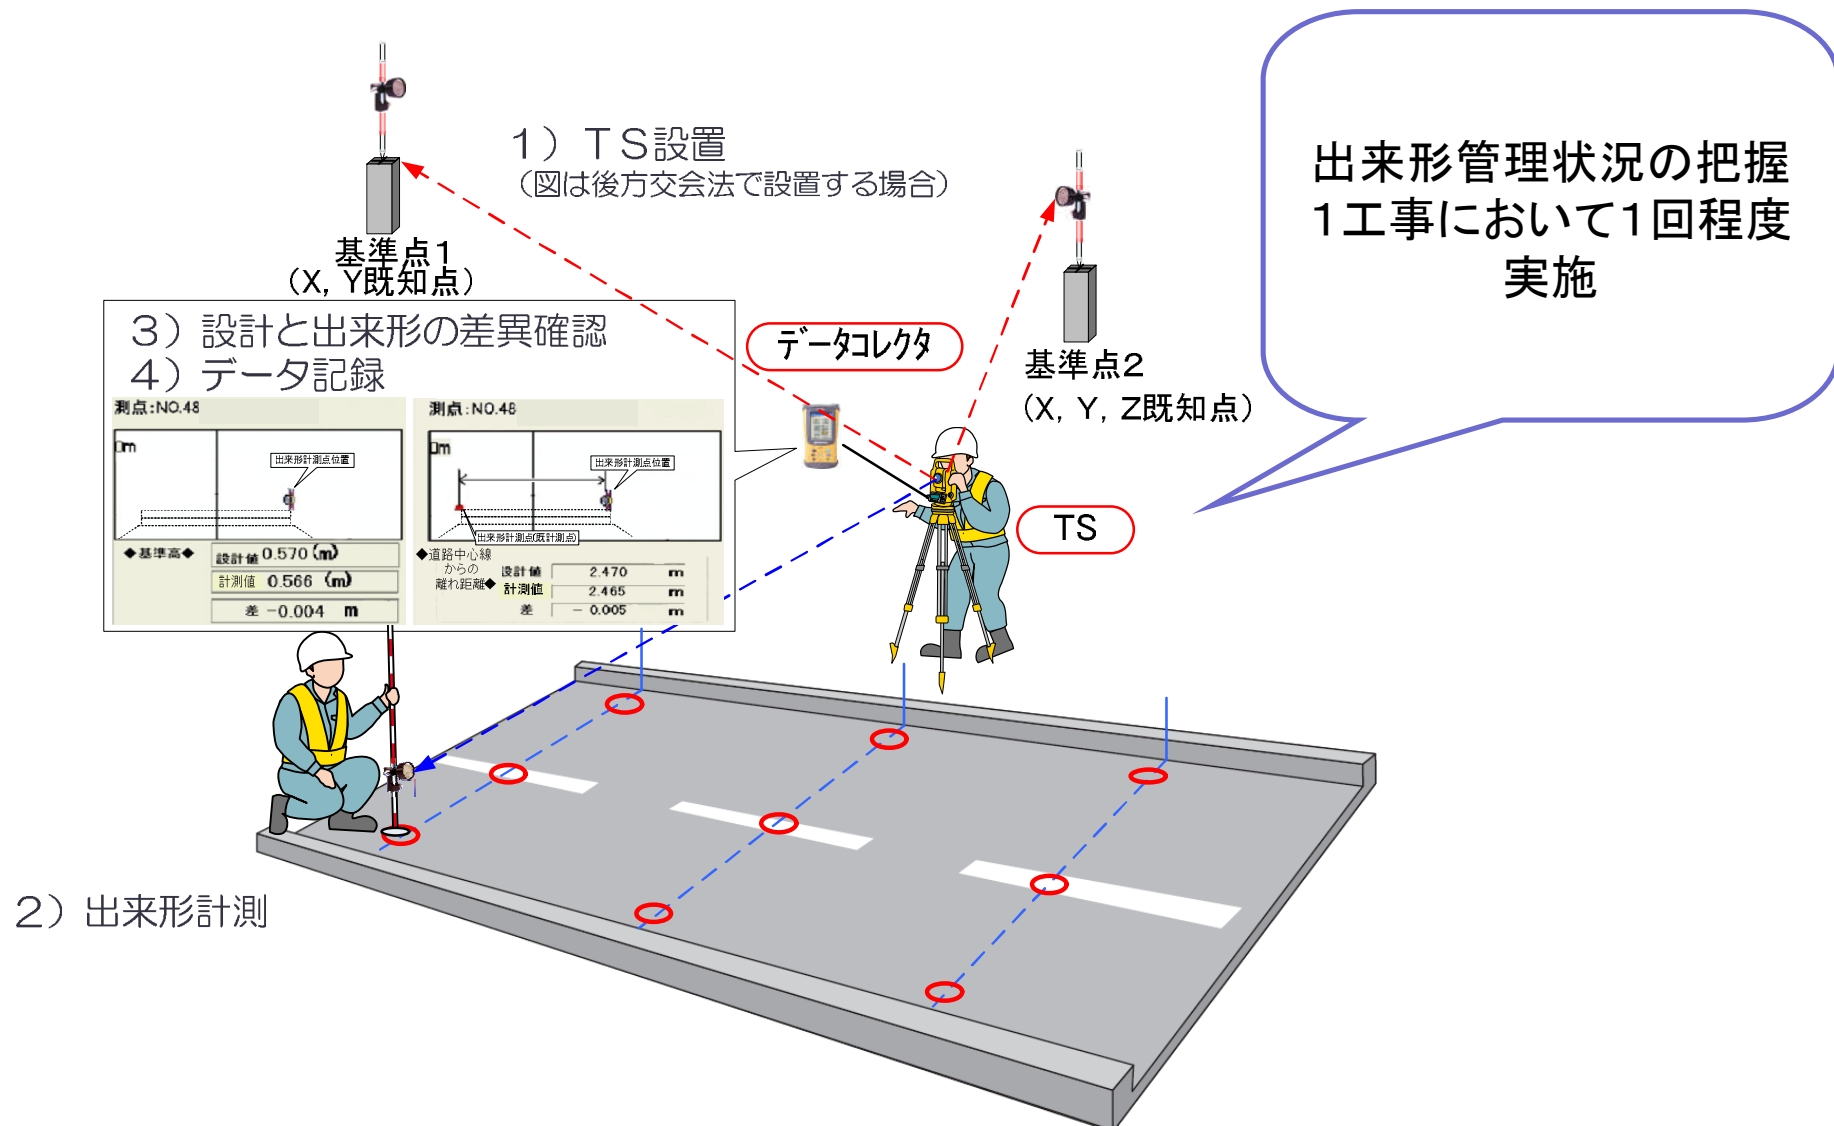 1）TS設置
（図は後方交会法で設置する場合）
基準点1
（X，Y既知点）
出来形管理状況の把握
1工事において1回程度
実施
3）設計と出来形の差異確認
4）データ記録
データコレクタ
基準点2
（X，Y，Z既知点）
TS
測点:NO.48
m
出来形計測点位置
◆基準高◆
設計値 0.570（m）
計測値 0.566（m）
差 -0.004 m
測点:NO.48
m
出来形計測点位置
出来形計測点(既計測点)
◆道路中心線
からの
離れ距離◆
設計値 2.470 m
計測値 2.465 m
差 - 0.005 m
2）出来形計測